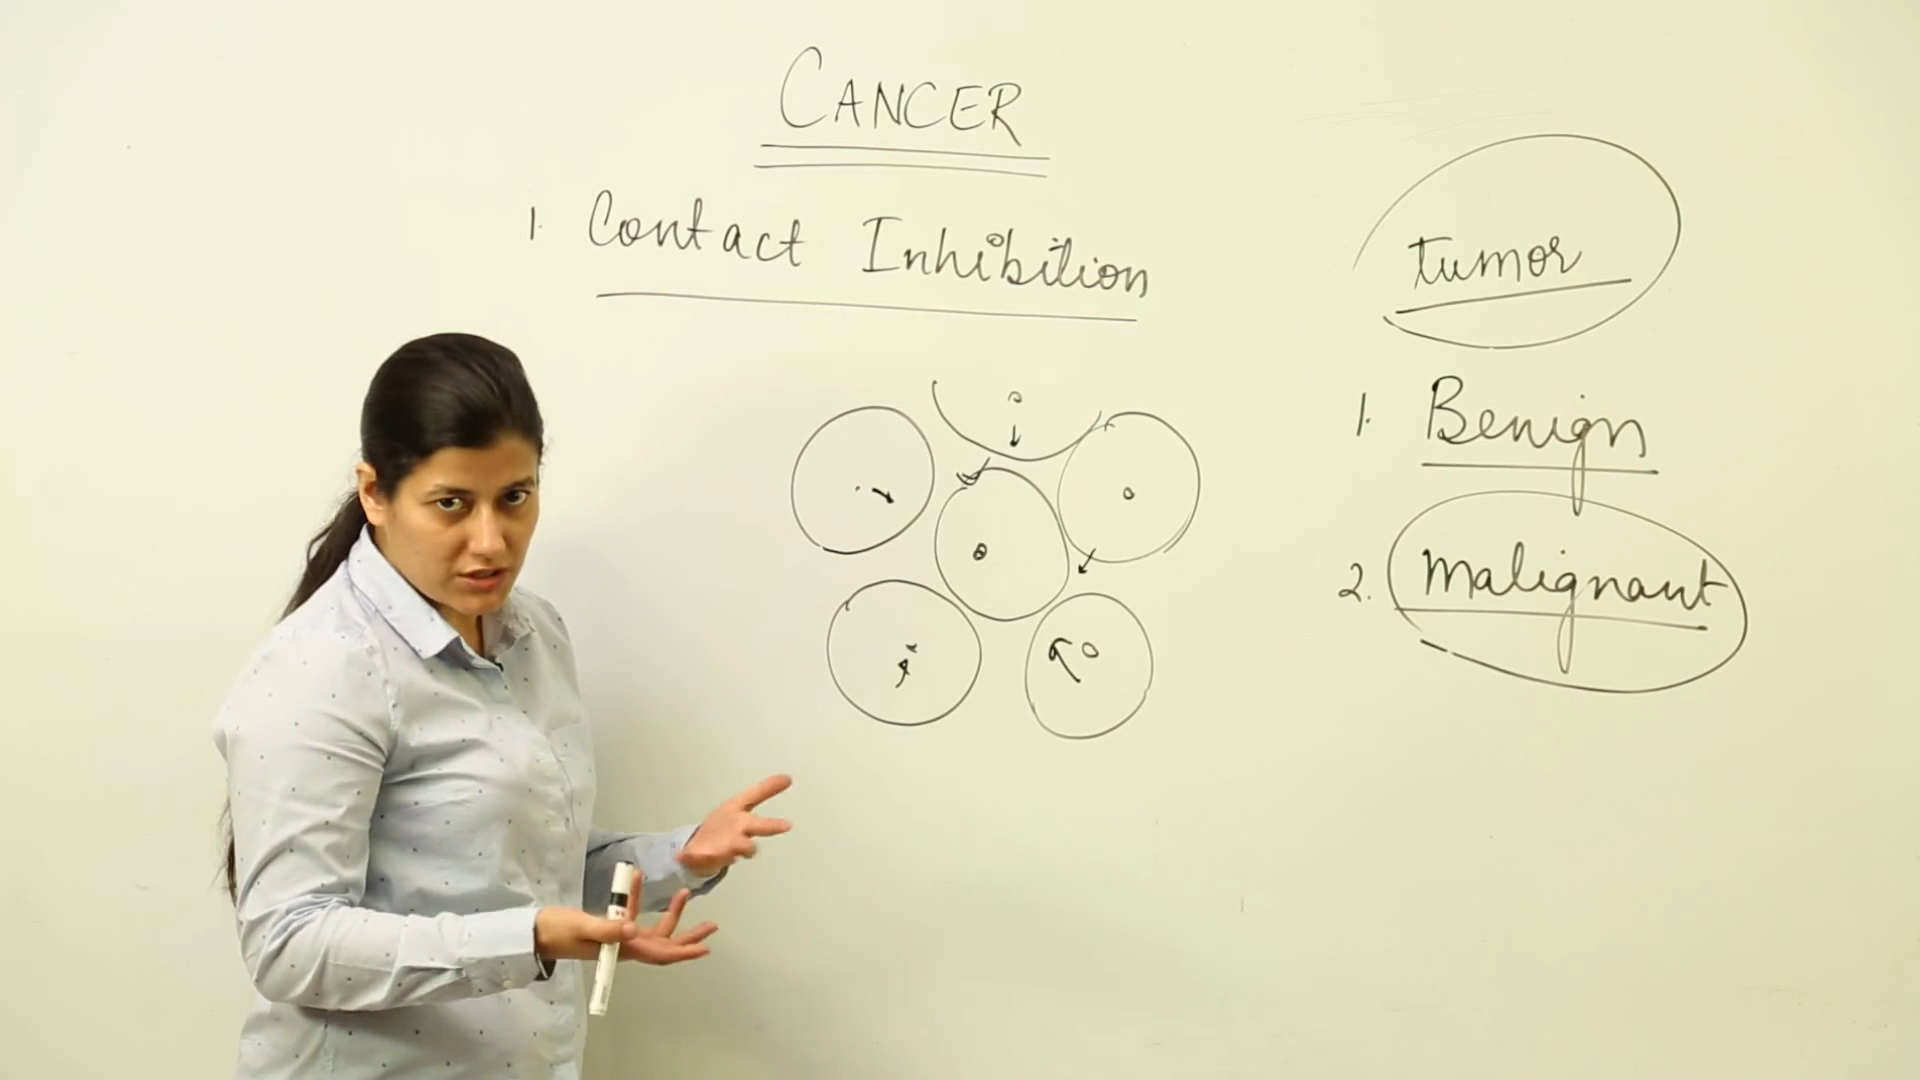 CANCER
1. Contact Inhibition
tumor
1. Benign
2. Malignant